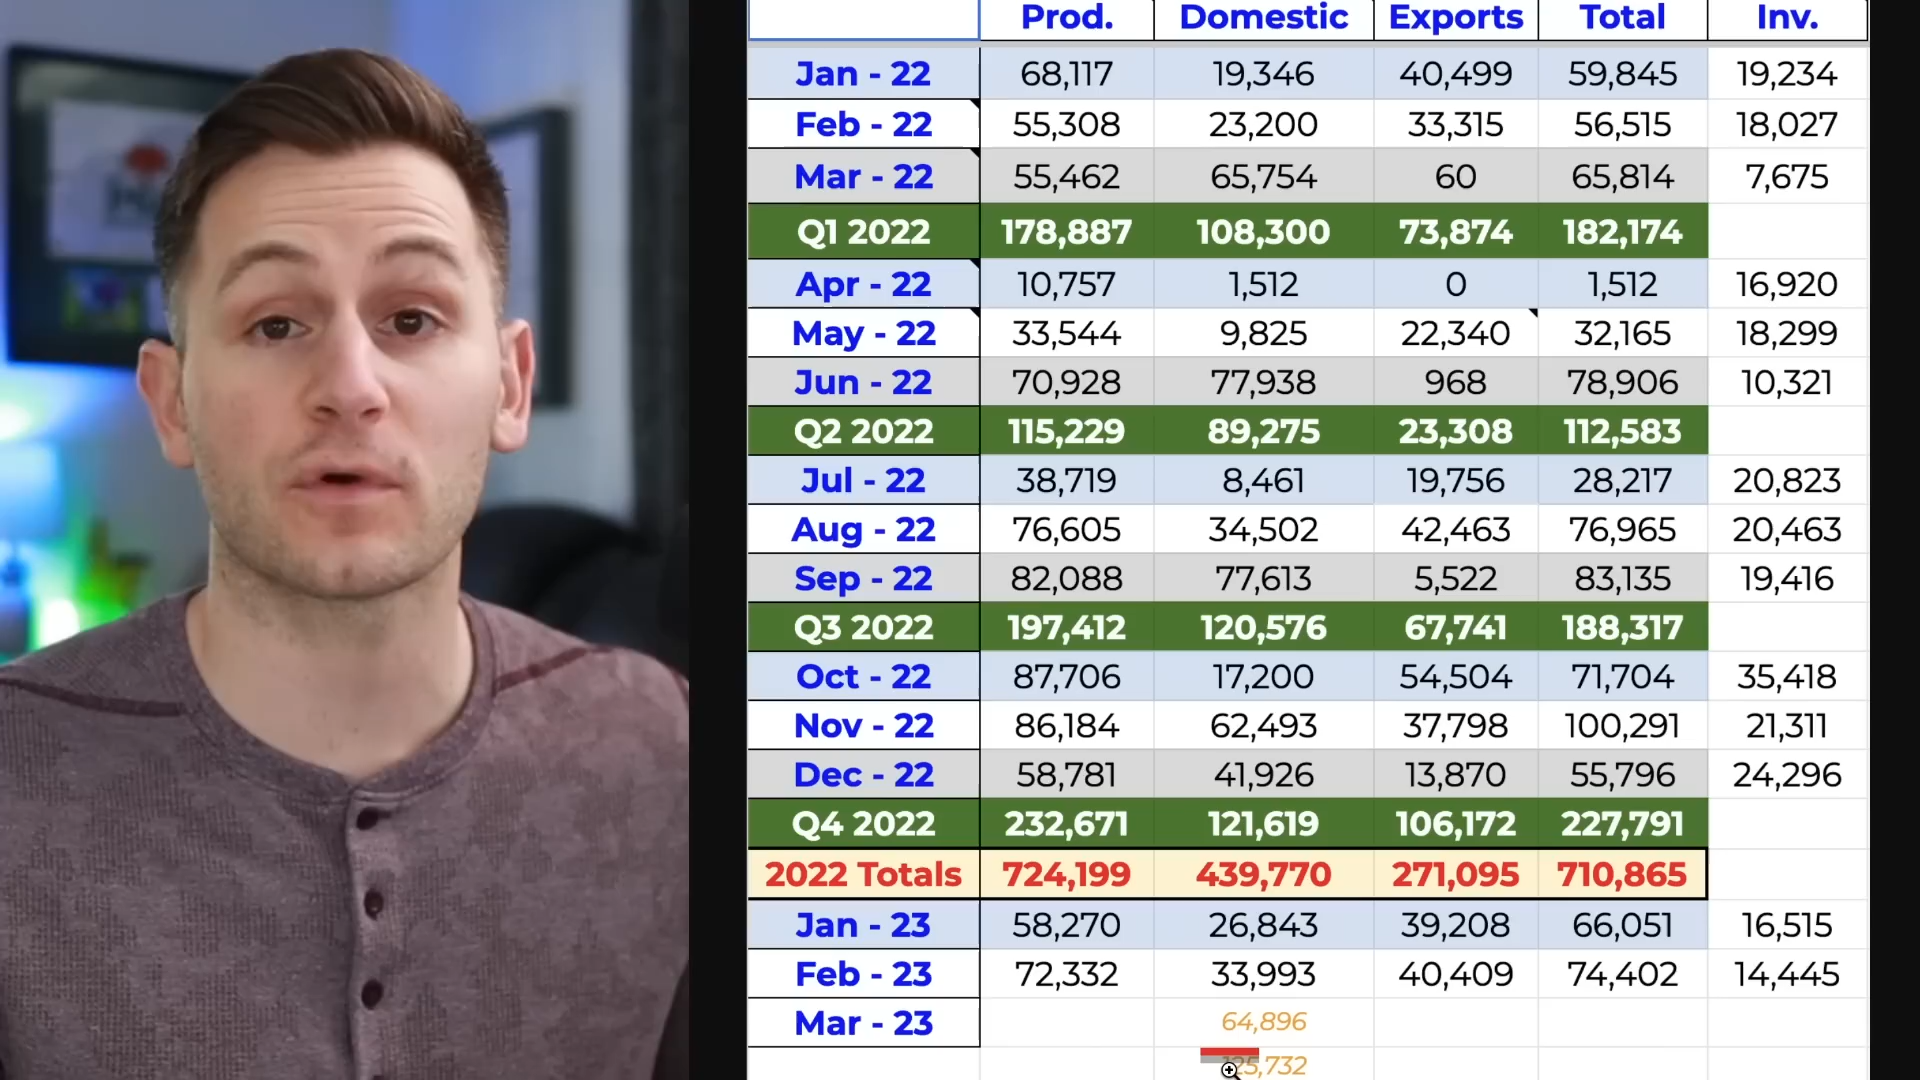 Prod. Domestic Exports Total Inv.
Jan - 22 68,117 19,346 40,499 59,845 19,234
Feb - 22 55,308 23,200 33,315 56,515 18,027
Mar - 22 55,462 65,754 60 65,814 7,675
Q1 2022 178,887 108,300 73,874 182,174
Apr - 22 10,757 1,512 0 1,512 16,920
May - 22 33,544 9,825 22,340 32,165 18,299
Jun - 22 70,928 77,938 968 78,906 10,321
Q2 2022 115,229 89,275 23,308 112,583
Jul - 22 38,719 8,461 19,756 28,217 20,823
Aug - 22 76,605 34,502 42,463 76,965 20,463
Sep - 22 82,088 77,613 5,522 83,135 19,416
Q3 2022 197,412 120,576 67,741 188,317
Oct - 22 87,706 17,200 54,504 71,704 35,418
Nov - 22 86,184 62,493 37,798 100,291 21,311
Dec - 22 58,781 41,926 13,870 55,796 24,296
Q4 2022 232,671 121,619 106,172 227,791
2022 Totals 724,199 439,770 271,095 710,865
Jan - 23 58,270 26,843 39,208 66,051 16,515
Feb - 23 72,332 33,993 40,409 74,402 14,445
Mar - 23 64,896